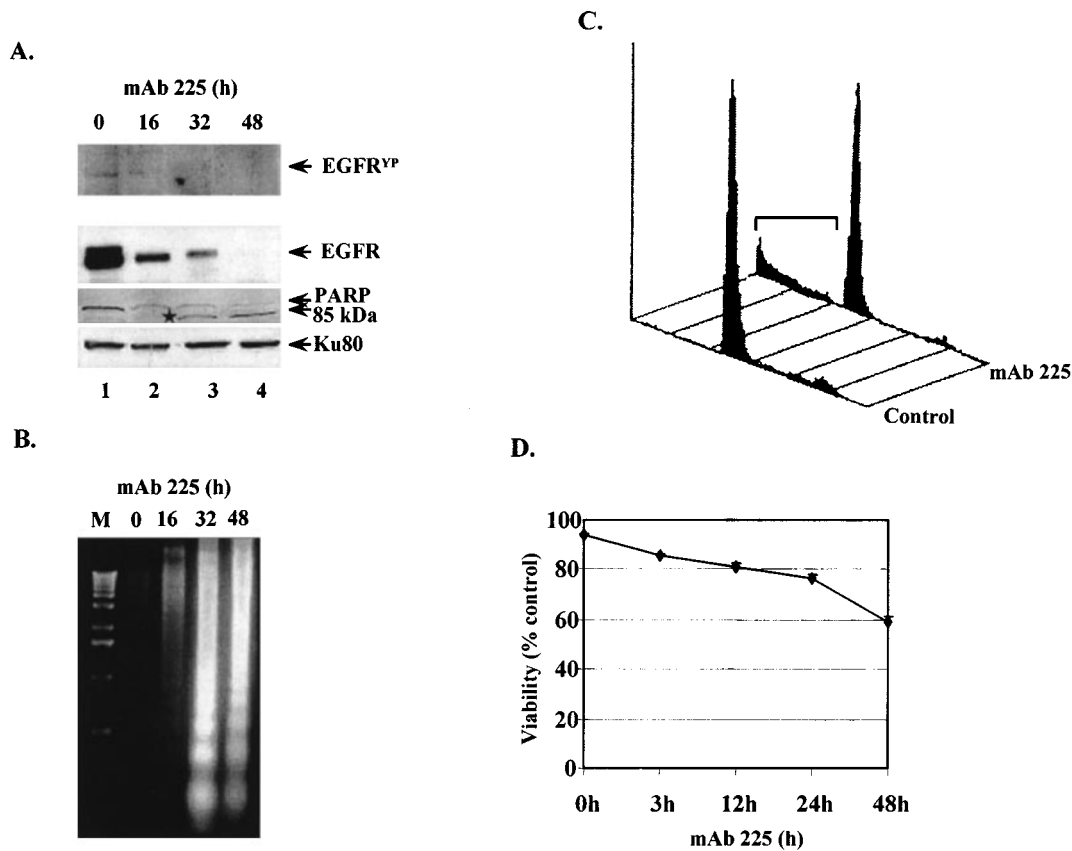 A.
mAb 225 (h)
0 16 32 48
EGFRYP
EGFR
PARP
85 kDa
Ku80
1 2 3 4
B.
mAb 225 (h)
M 0 16 32 48
C.
mAb 225
Control
D.
Viability (% control)
100
80
60
40
20
0
0h 3h 12h 24h 48h
mAb 225 (h)